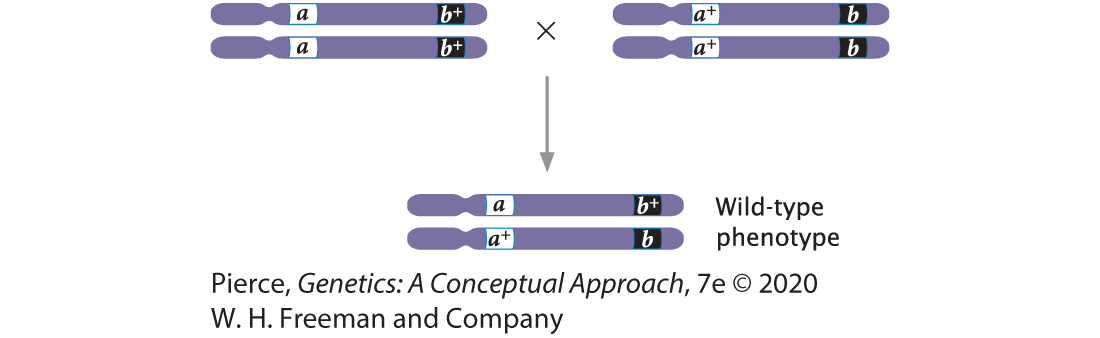 a b+ × a+ b
a b+ a+ b
a b+ Wild-type
a+ b phenotype
Pierce, Genetics: A Conceptual Approach, 7e © 2020
W. H. Freeman and Company